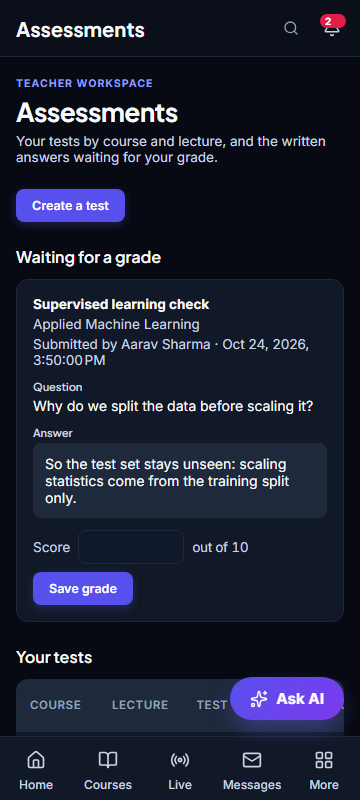 Assessments
2
TEACHER WORKSPACE
Assessments
Your tests by course and lecture, and the written
answers waiting for your grade.
Create a test
Waiting for a grade
Supervised learning check
Applied Machine Learning
Submitted by Aarav Sharma · Oct 24, 2026,
3:50:00 PM
Question
Why do we split the data before scaling it?
Answer
So the test set stays unseen: scaling
statistics come from the training split
only.
Score out of 10
Save grade
Your tests
COURSE LECTURE TEST
Ask AI
Home Courses Live Messages More